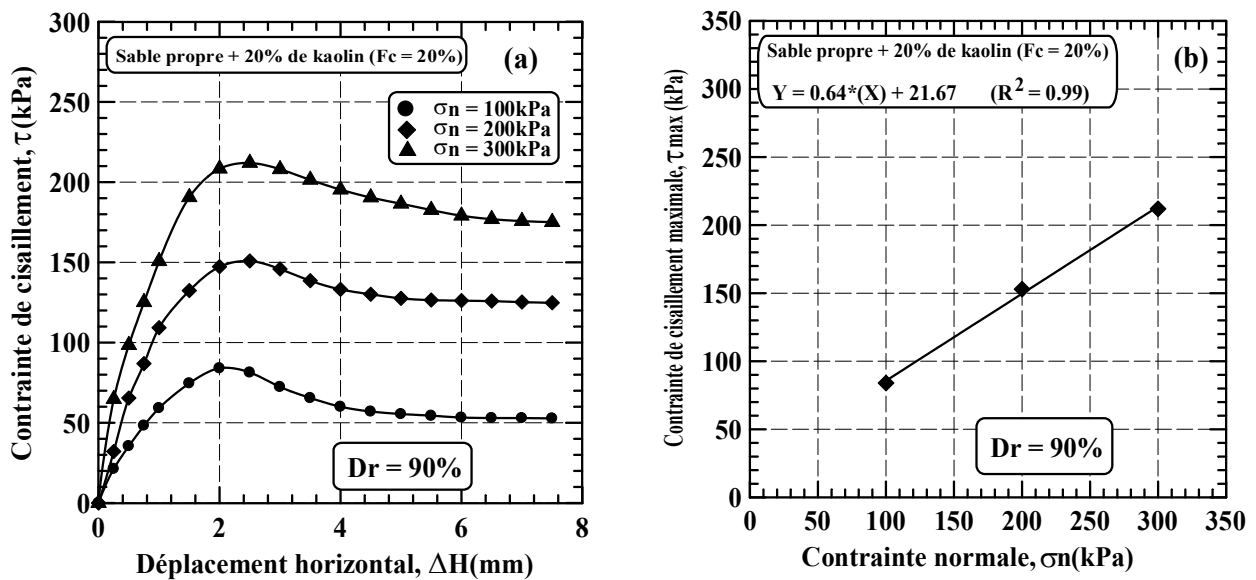 Sable propre + 20% de kaolin (Fc = 20%)
(a)
σn = 100kPa
σn = 200kPa
σn = 300kPa
Dr = 90%
Contrainte de cisaillement, τ(kPa)
300
250
200
150
100
50
0
0 2 4 6 8
Déplacement horizontal, ΔH(mm)
Sable propre + 20% de kaolin (Fc = 20%)
(b)
Y = 0.64*(X) + 21.67 (R² = 0.99)
Dr = 90%
Contrainte de cisaillement maximale, τmax (kPa)
350
300
250
200
150
100
50
0
0 50 100 150 200 250 300 350
Contrainte normale, σn(kPa)